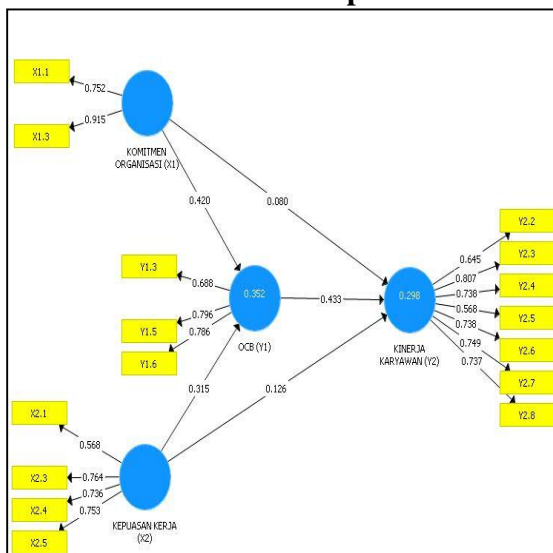 X1.1
0.752
X1.3
0.915
KOMITMEN
ORGANISASI (X1)
0.420
0.080
Y1.3
0.688
Y1.5
0.796
Y1.6
0.786
0.352
OCB (Y1)
0.433
0.298
KINERJA
KARYAWAN (Y2)
Y2.2
0.645
Y2.3
0.807
Y2.4
0.738
Y2.5
0.568
Y2.6
0.738
Y2.7
0.749
Y2.8
0.737
0.315
0.126
X2.1
0.568
X2.3
0.764
X2.4
0.736
X2.5
0.753
KEPUASAN KERJA
(X2)